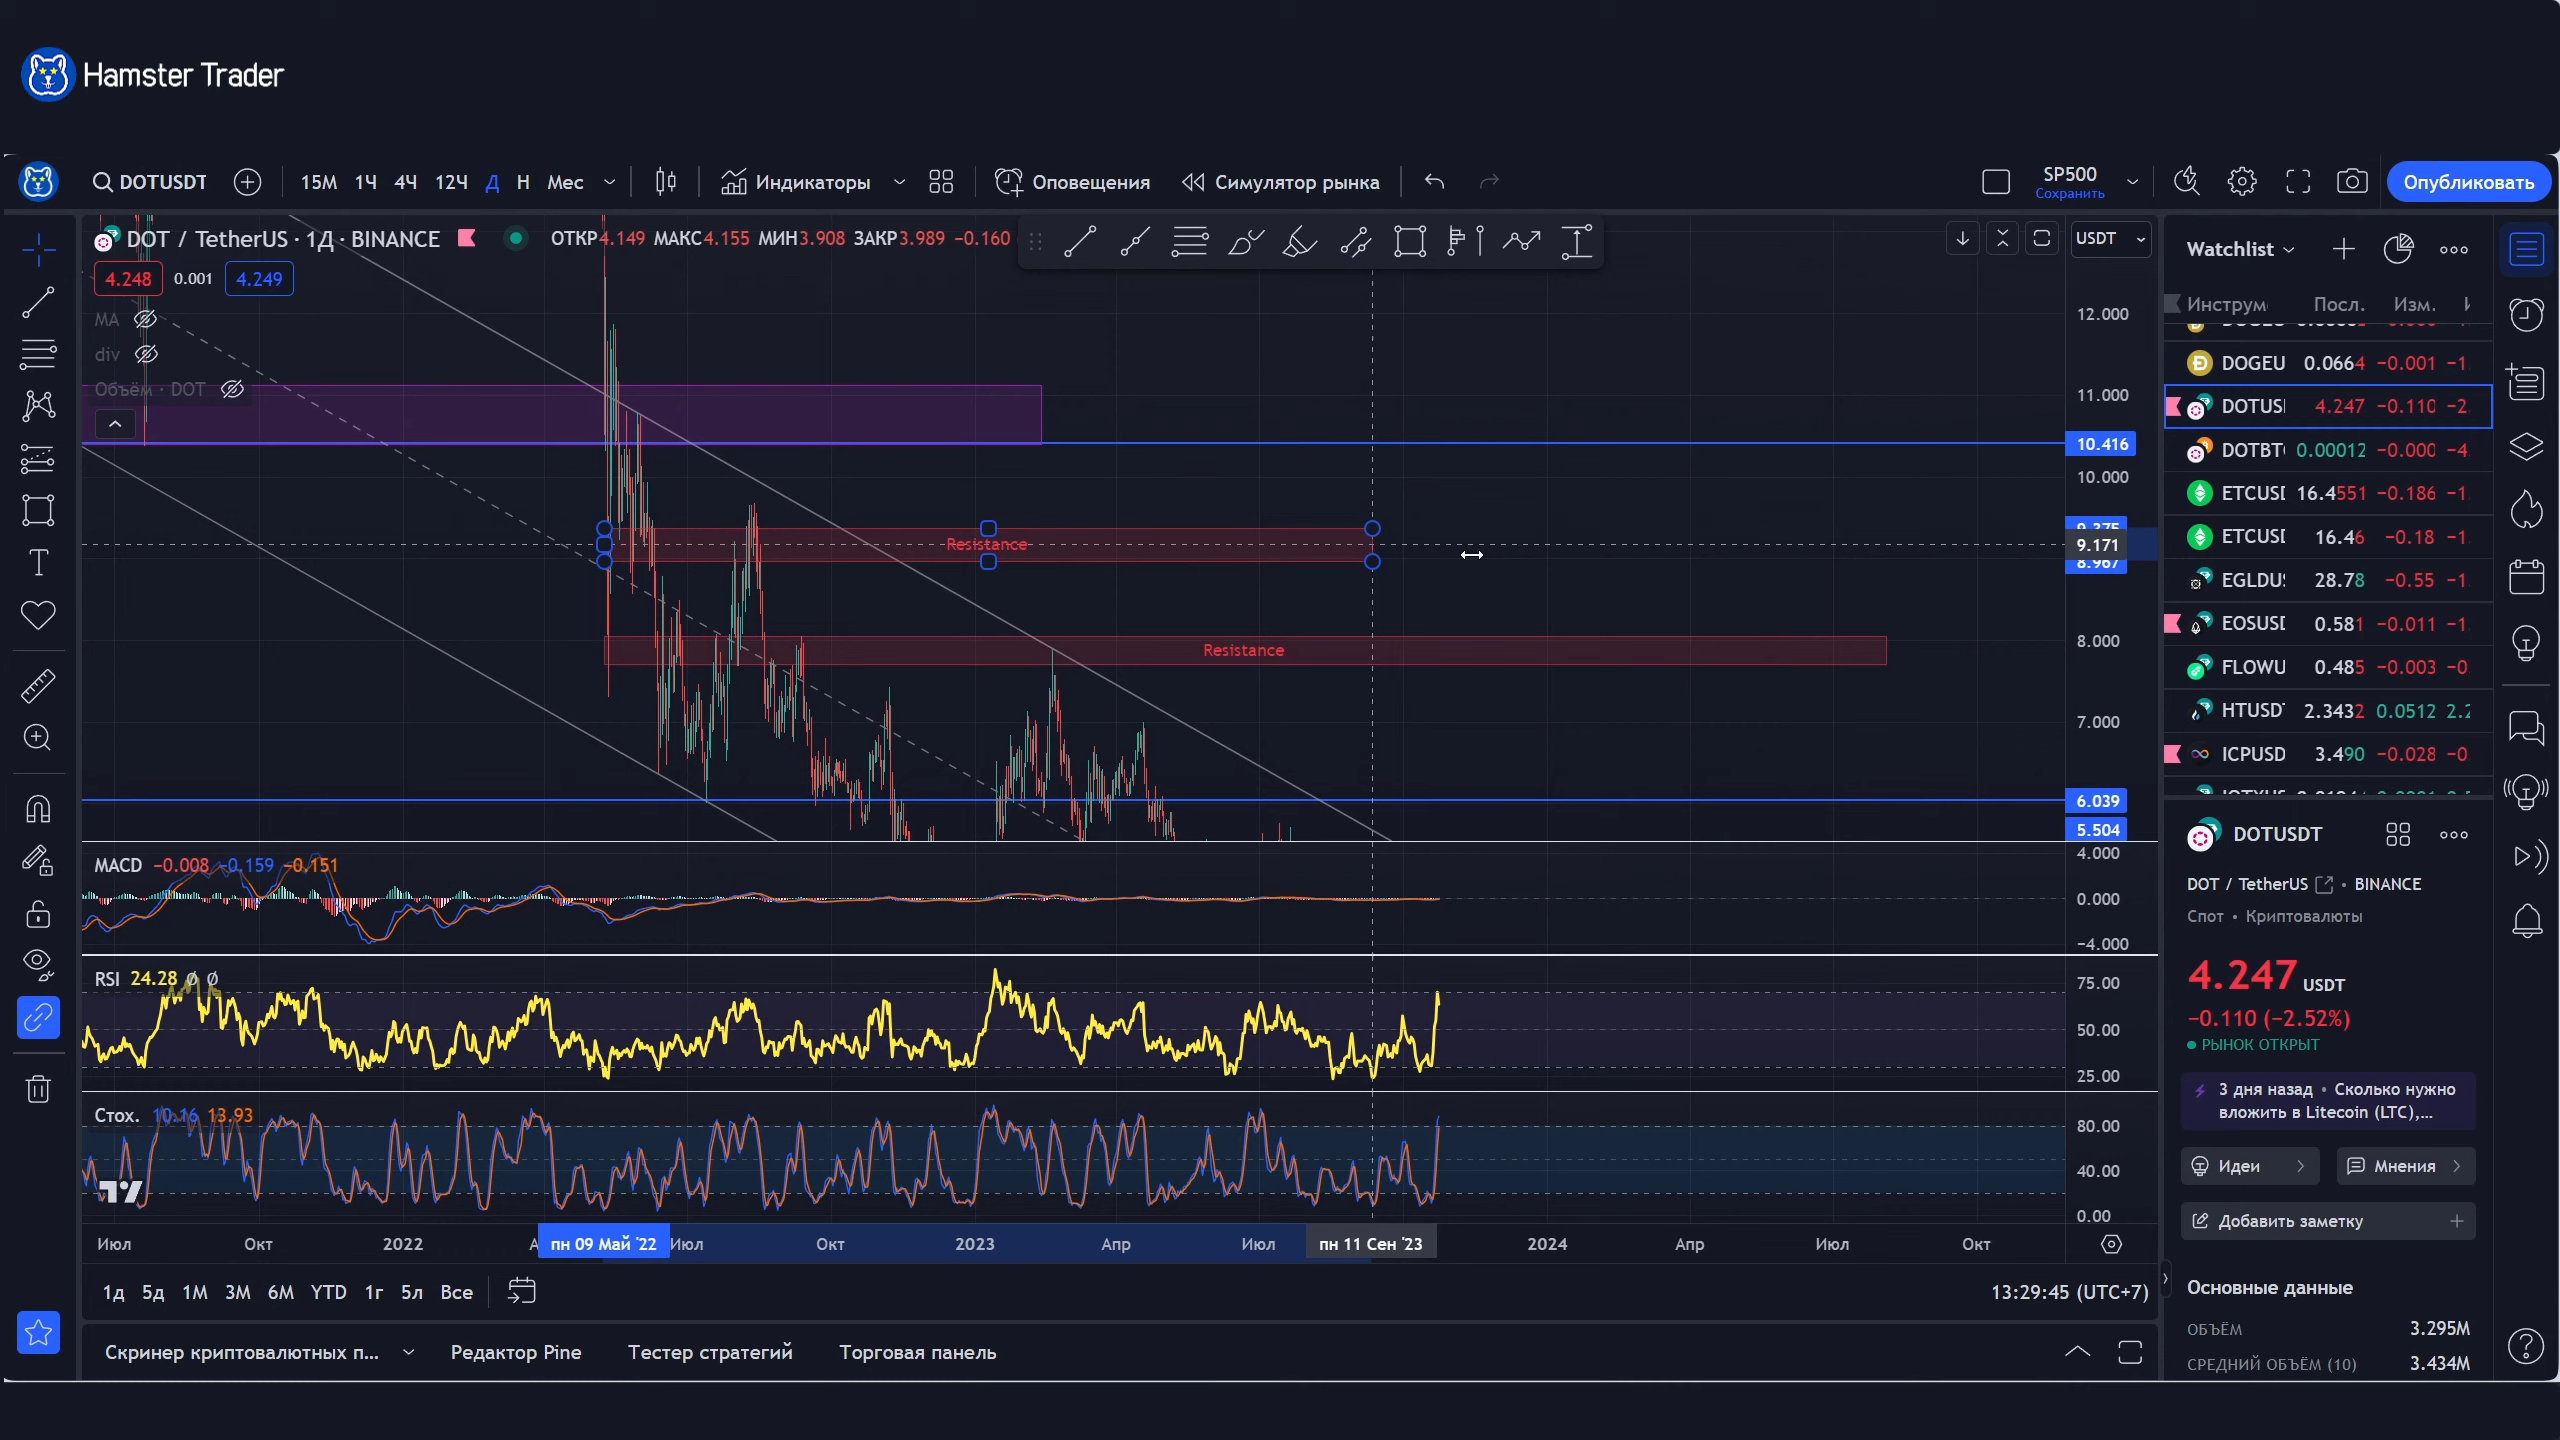 Hamster Trader
DOTUSDT
15М 1Ч 4Ч 12Ч Д Н Мес
Индикаторы
Оповещения
Симулятор рынка
SP500
Сохранить
Опубликовать
DOT / TetherUS · 1Д · BINANCE
ОТКР4.149 МАКС4.155 МИН3.908 ЗАКР3.989 −0.160
USDT
4.248 0.001 4.249
MA
div
Объём · DOT
12.000
11.000
10.416
10.000
9.375
9.171
8.967
8.000
7.000
6.039
5.504
Resistance
Resistance
MACD −0.008 −0.159 −0.151
4.000
0.000
−4.000
RSI 24.28 ∅ ∅
75.00
50.00
25.00
Стох. 10.16 13.93
80.00
40.00
0.00
Июл Окт 2022 А пн 09 Май '22 Июл Окт 2023 Апр Июл пн 11 Сен '23 2024 Апр Июл Окт
1д 5д 1М 3М 6М YTD 1г 5л Все
13:29:45 (UTC+7)
Скринер криптовалютных п... Редактор Pine Тестер стратегий Торговая панель
Watchlist
Инструм Посл. Изм.
DOGEU 0.0664 −0.001 −1
DOTUSI 4.247 −0.110 −2
DOTBT 0.00012 −0.000 −4
ETCUSI 16.4551 −0.186 −1
ETCUSI 16.46 −0.18 −1
EGLDU 28.78 −0.55 −1
EOSUSI 0.581 −0.011 −1
FLOWU 0.485 −0.003 −0
HTUSD 2.3432 0.0512 2.2
ICPUSD 3.490 −0.028 −0
DOTUSDT
DOT / TetherUS • BINANCE
Спот • Криптовалюты
4.247 USDT
−0.110 (−2.52%)
РЫНОК ОТКРЫТ
3 дня назад • Сколько нужно
вложить в Litecoin (LTC),...
Идеи
Мнения
Добавить заметку
Основные данные
ОБЪЁМ 3.295M
СРЕДНИЙ ОБЪЁМ (10) 3.434M